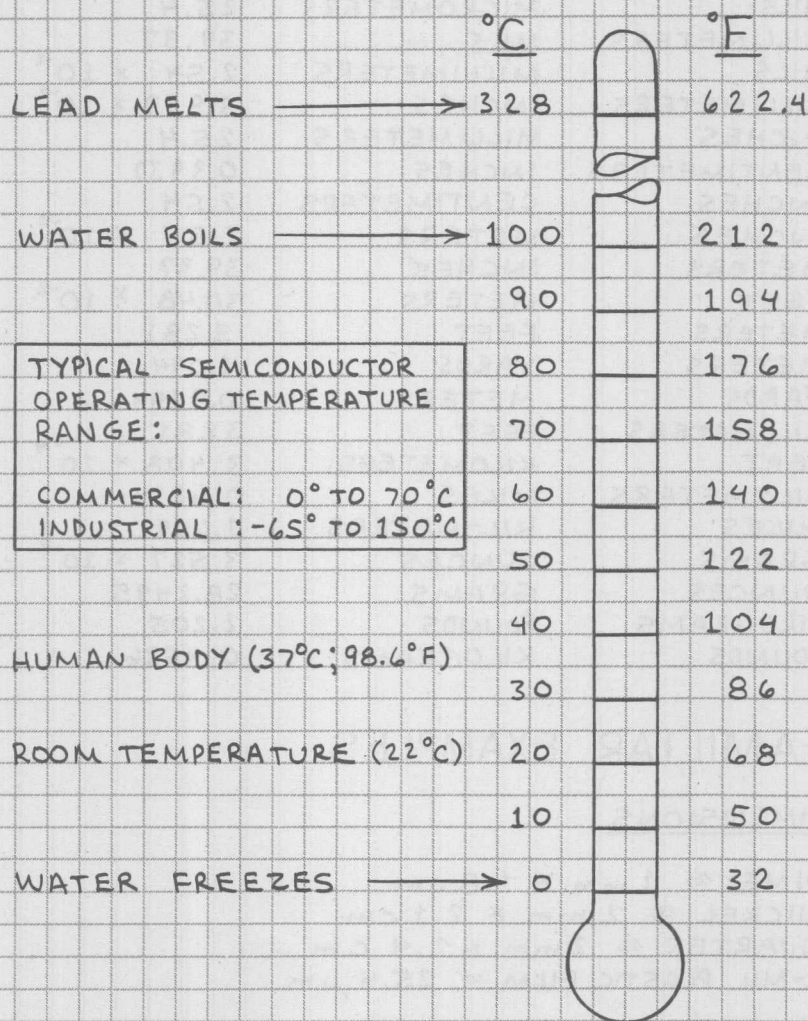 °C °F
LEAD MELTS → 328 622.4
WATER BOILS → 100 212
90 194
TYPICAL SEMICONDUCTOR
OPERATING TEMPERATURE
RANGE:
COMMERCIAL: 0° TO 70°C
INDUSTRIAL : -65° TO 150°C
80 176
70 158
60 140
50 122
40 104
HUMAN BODY (37°C; 98.6°F)
30 86
ROOM TEMPERATURE (22°C) 20 68
10 50
WATER FREEZES → 0 32